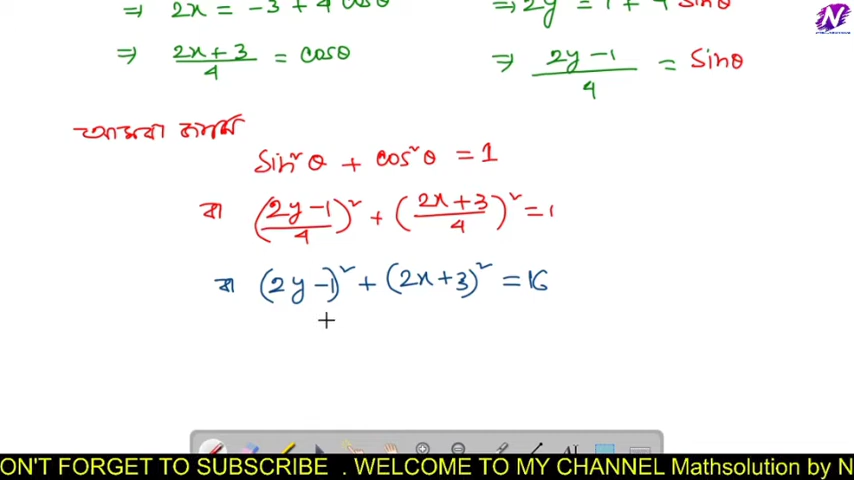 ⇒ 2x = -3 + 4 cosθ ⇒ 2y = 1 + 4 sinθ
⇒ (2x+3)/4 = cosθ ⇒ (2y-1)/4 = Sinθ
আমরা জানি
Sin²θ + cos²θ = 1
বা ((2y-1)/4)² + ((2x+3)/4)² = 1
বা (2y-1)² + (2x+3)² = 16
ON'T FORGET TO SUBSCRIBE . WELCOME TO MY CHANNEL Mathsolution by N